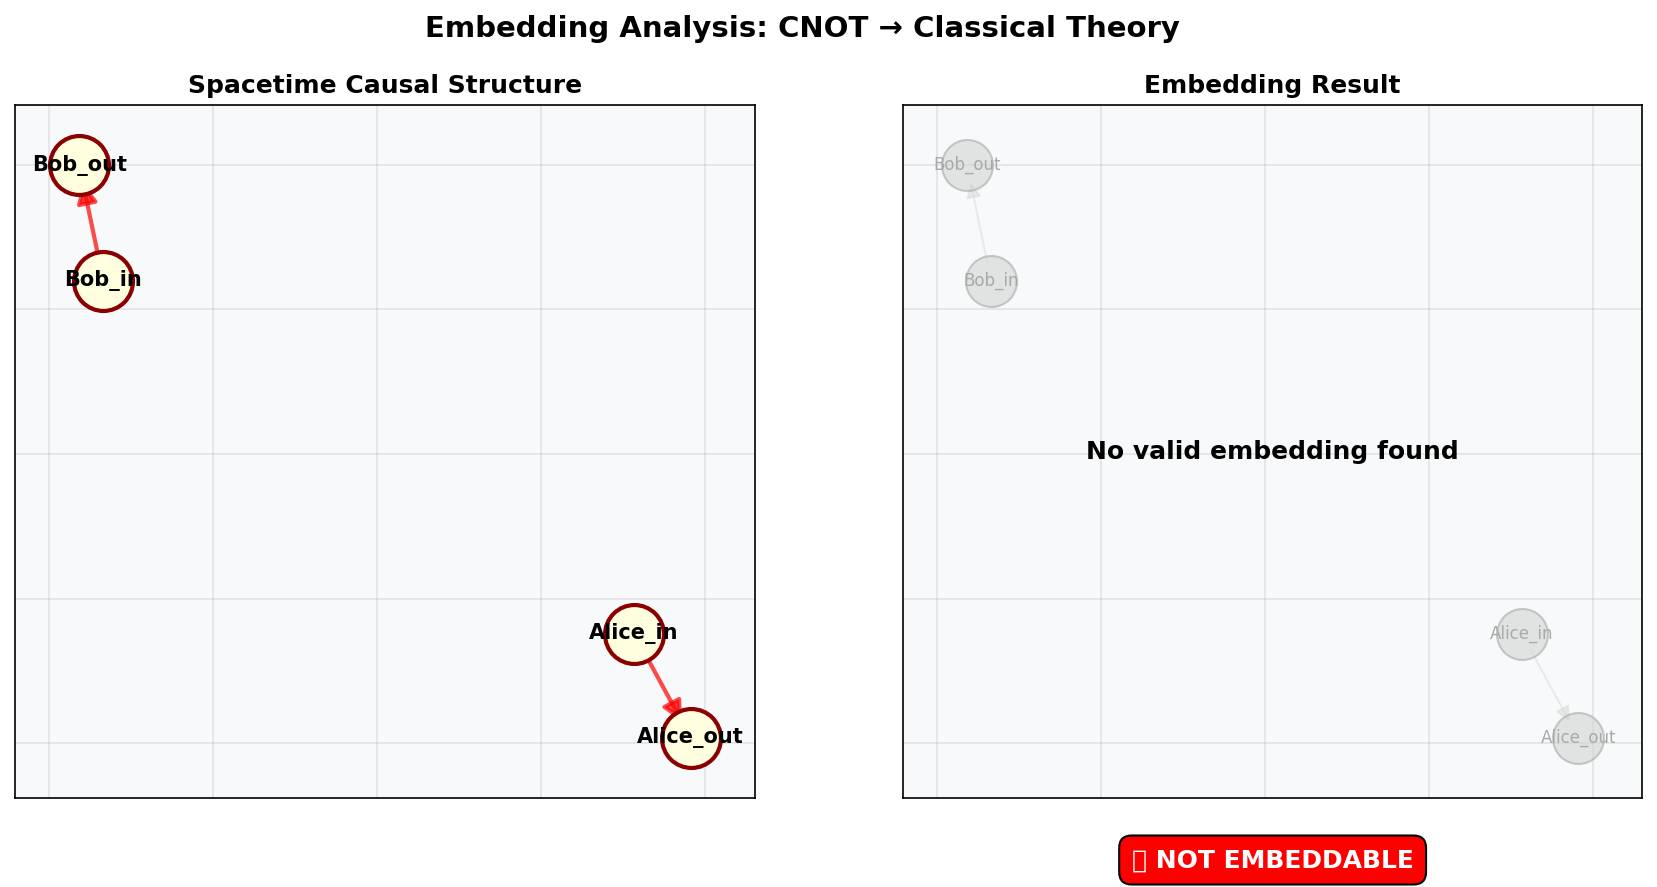 Embedding Analysis: CNOT → Classical Theory
Spacetime Causal Structure
Bob_out
Bob_in
Alice_in
Alice_out
Embedding Result
Bob_out
Bob_in
No valid embedding found
Alice_in
Alice_out
▯ NOT EMBEDDABLE